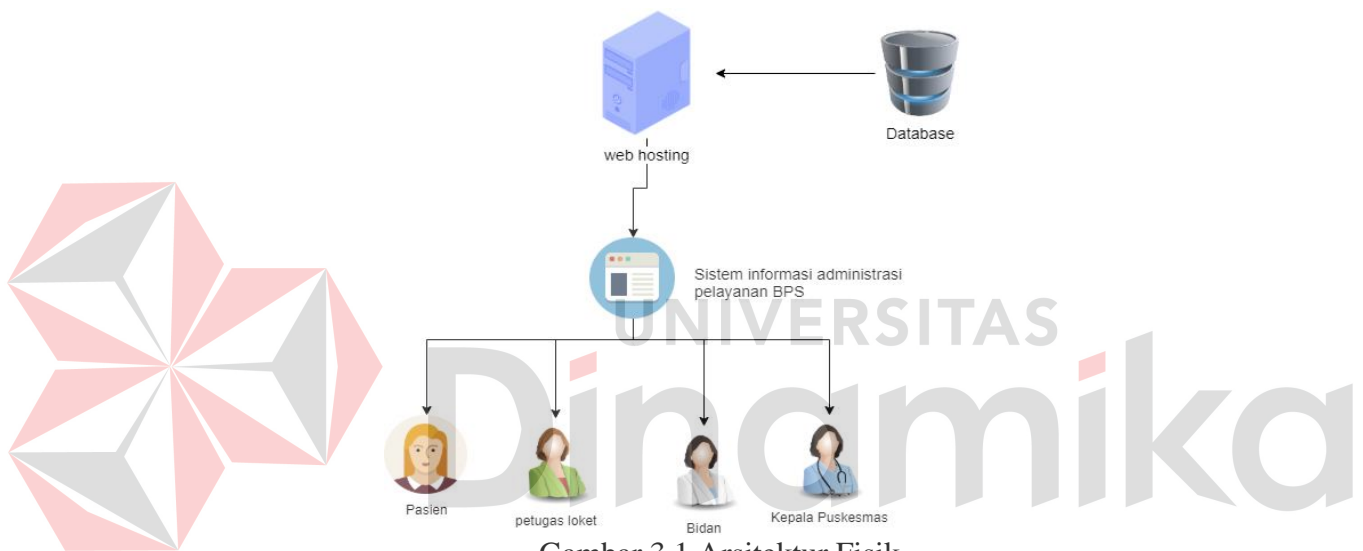 Database
web hosting
Sistem informasi administrasi
pelayanan BPS
UNIVERSITAS
Dinamika
Pasien
petugas loket
Bidan
Kepala Puskesmas
Gambar 3.1 Arsitektur Fisik